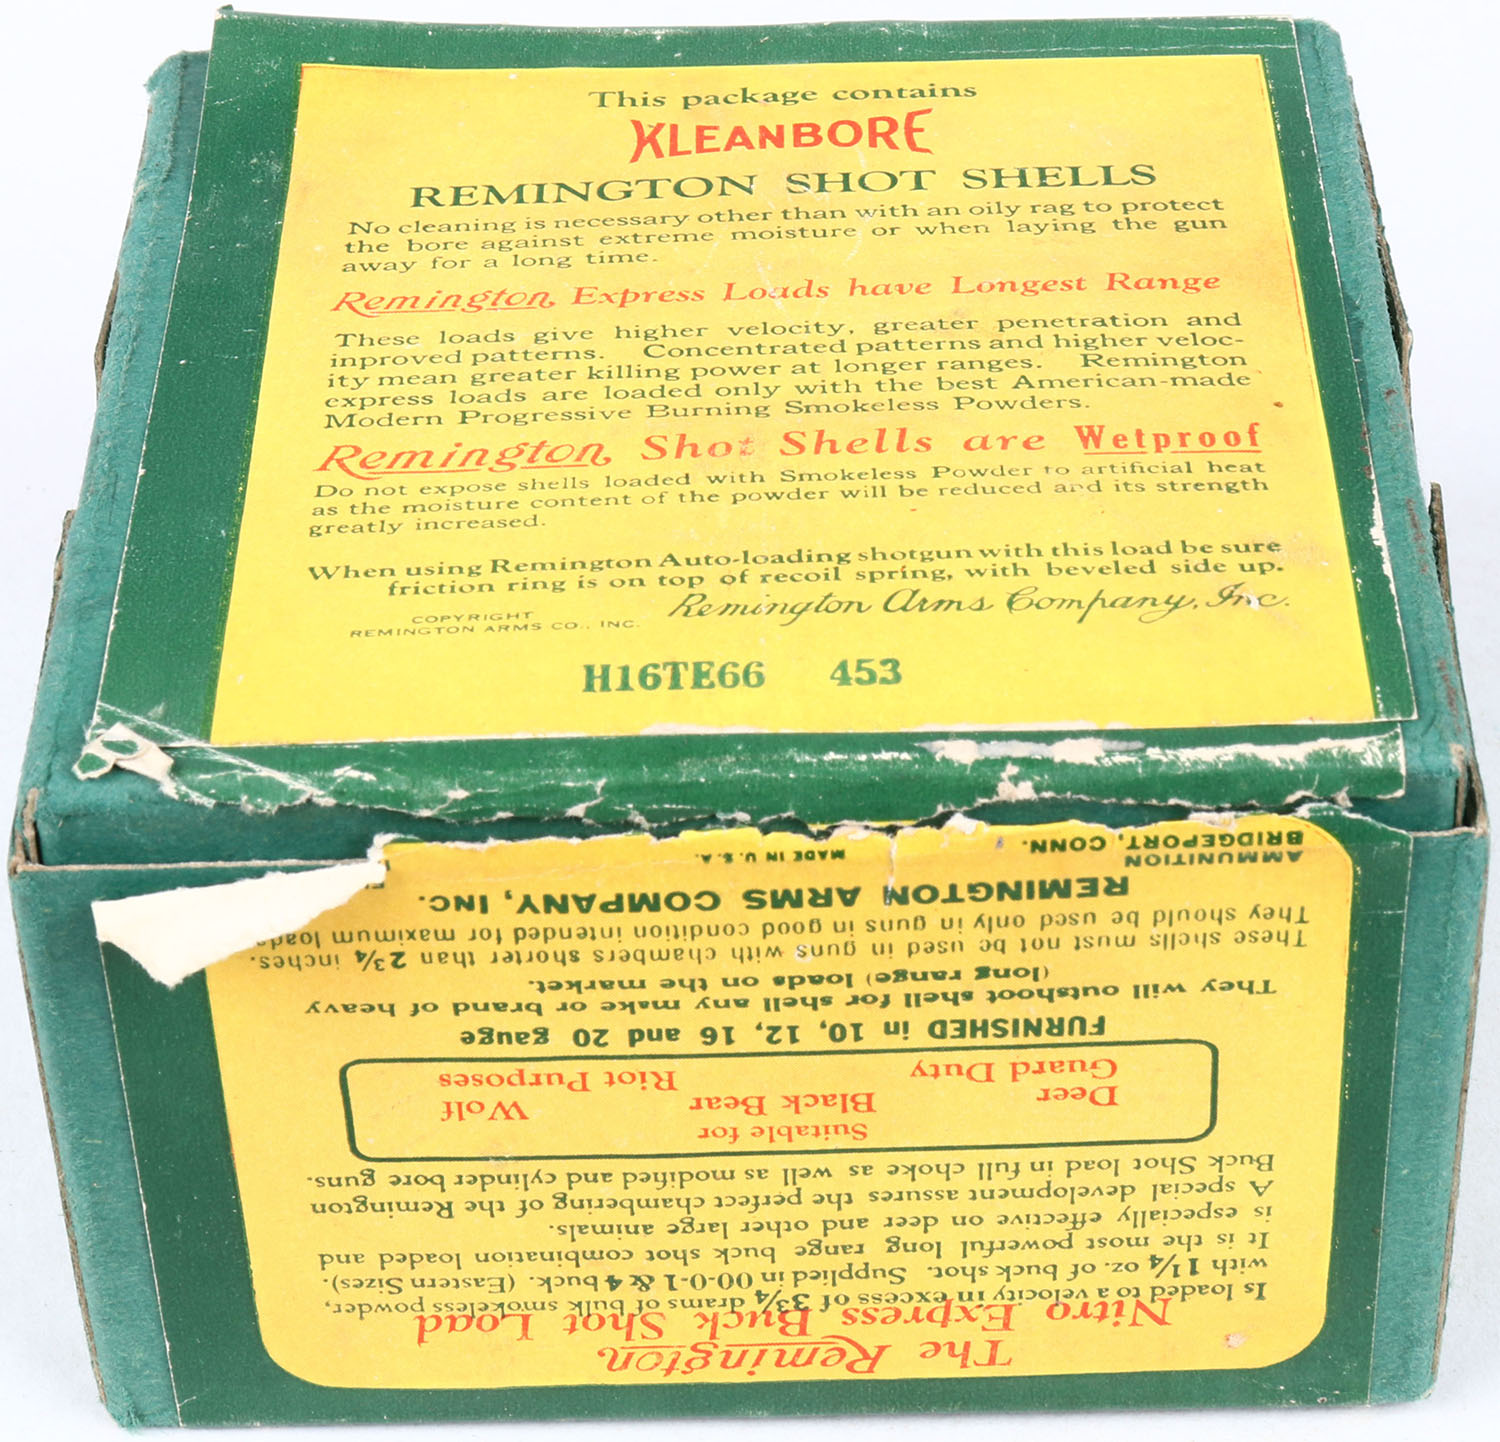 This package contains
KLEANBORE
REMINGTON SHOT SHELLS
No cleaning is necessary other than with an oily rag to protect
the bore against extreme moisture or when laying the gun
away for a long time.
Remington Express Loads have Longest Range
These loads give higher velocity, greater penetration and
inproved patterns. Concentrated patterns and higher veloc-
ity mean greater killing power at longer ranges. Remington
express loads are loaded only with the best American-made
Modern Progressive Burning Smokeless Powders.
Remington Shot Shells are Wetproof
Do not expose shells loaded with Smokeless Powder to artificial heat
as the moisture content of the powder will be reduced and its strength
greatly increased.
When using Remington Auto-loading shotgun with this load be sure
friction ring is on top of recoil spring, with beveled side up.
Remington Arms Company, Inc.
COPYRIGHT
REMINGTON ARMS CO., INC.
H16TE66 453
The Remington
Nitro Express Buck Shot Load
Is loaded to a velocity in excess of 3¾ drams of bulk smokeless powder,
with 1¼ oz. of buck shot. Supplied in 00-0-1 & 4 buck. (Eastern Sizes).
It is the most powerful long range buck shot combination loaded and
is especially effective on deer and other large animals.
A special development assures the perfect chambering of the Remington
Buck Shot load in full choke as well as modified and cylinder bore guns.
Suitable for
Deer Black Bear Wolf
Guard Duty Riot Purposes
FURNISHED in 10, 12, 16 and 20 gauge
They will outshoot shell for shell any make or brand of heavy
(long range) loads on the market.
These shells must not be used in guns with chambers shorter than 2¾ inches.
They should be used only in guns in good condition intended for maximum loads
REMINGTON ARMS COMPANY, INC.
AMMUNITION
BRIDGEPORT, CONN.
MADE IN U.S.A.